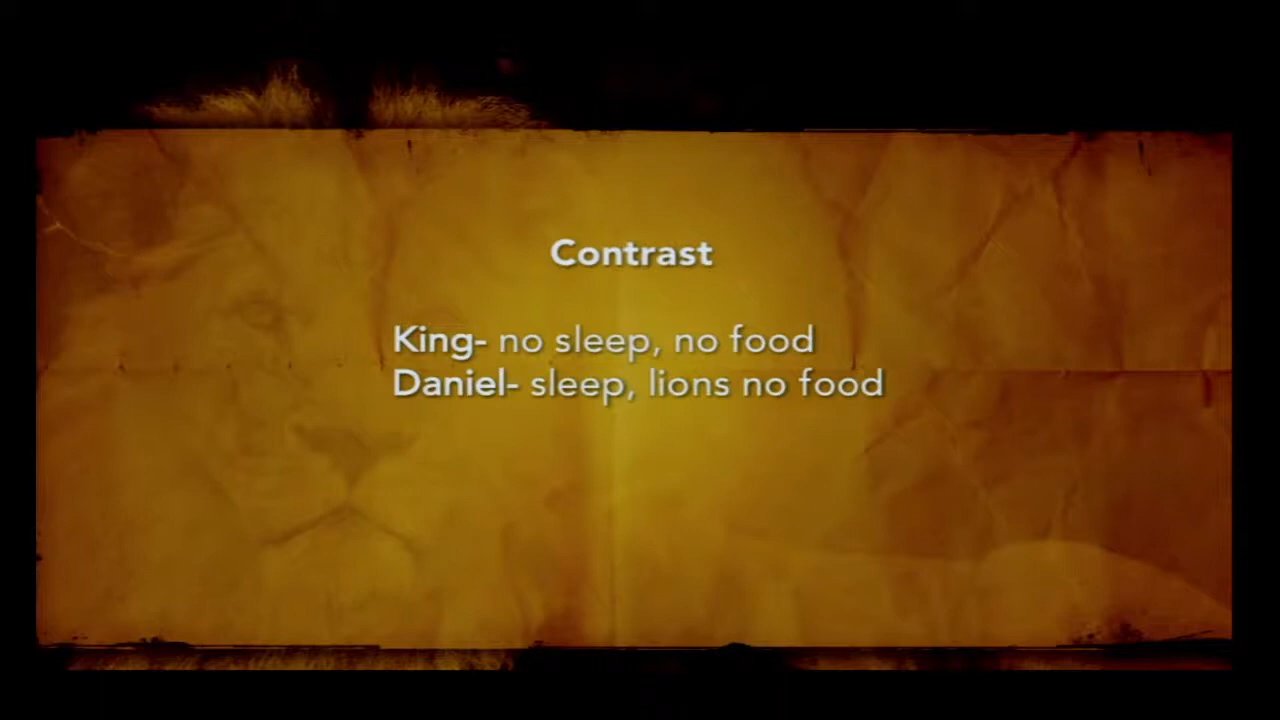 Contrast
King- no sleep, no food
Daniel- sleep, lions no food